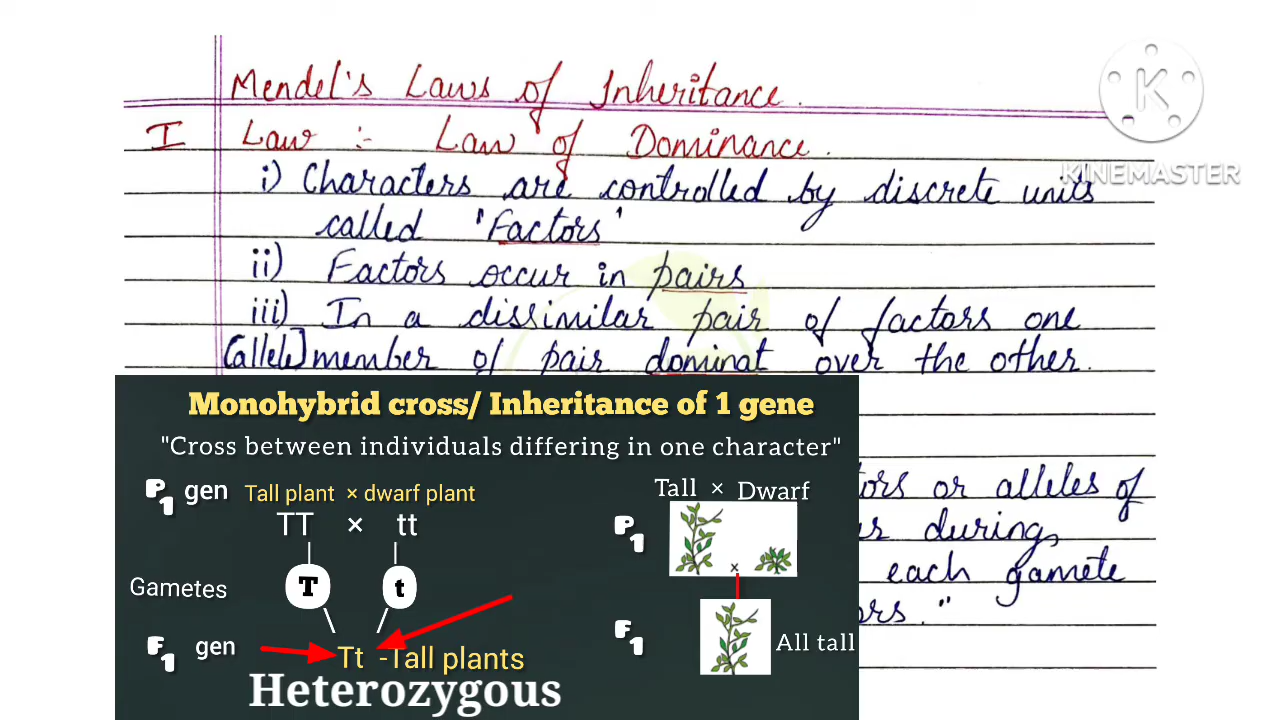 Mendel's Laws of Inheritance.
I Law :- Law of Dominance.
i) Characters are controlled by discrete units
called 'Factors'
ii) Factors occur in pairs
iii) In a dissimilar pair of factors one
(allele] member of pair dominat over the other.
ors or alleles of
during
each gamete
ors."
K
KINEMASTER
Monohybrid cross/ Inheritance of 1 gene
"Cross between individuals differing in one character"
P1 gen Tall plant × dwarf plant
TT × tt
Gametes T t
F1 gen Tt -Tall plants
Heterozygous
Tall × Dwarf
P1 ×
F1 All tall